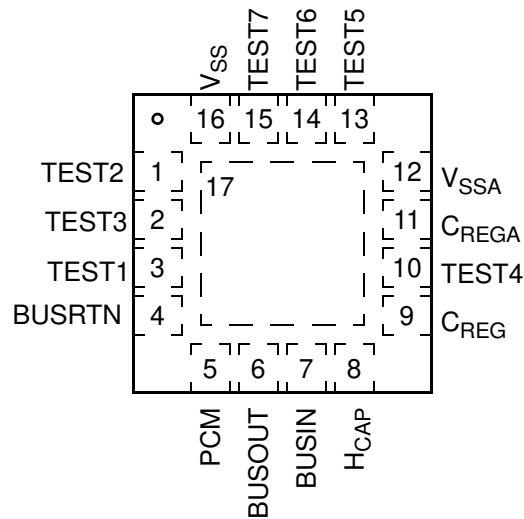 VSS
TEST7
TEST6
TEST5
16
15
14
13
TEST2
1
17
12
VSSA
TEST3
2
11
CREGA
TEST1
3
10
TEST4
BUSRTN
4
9
CREG
5
6
7
8
PCM
BUSOUT
BUSIN
HCAP